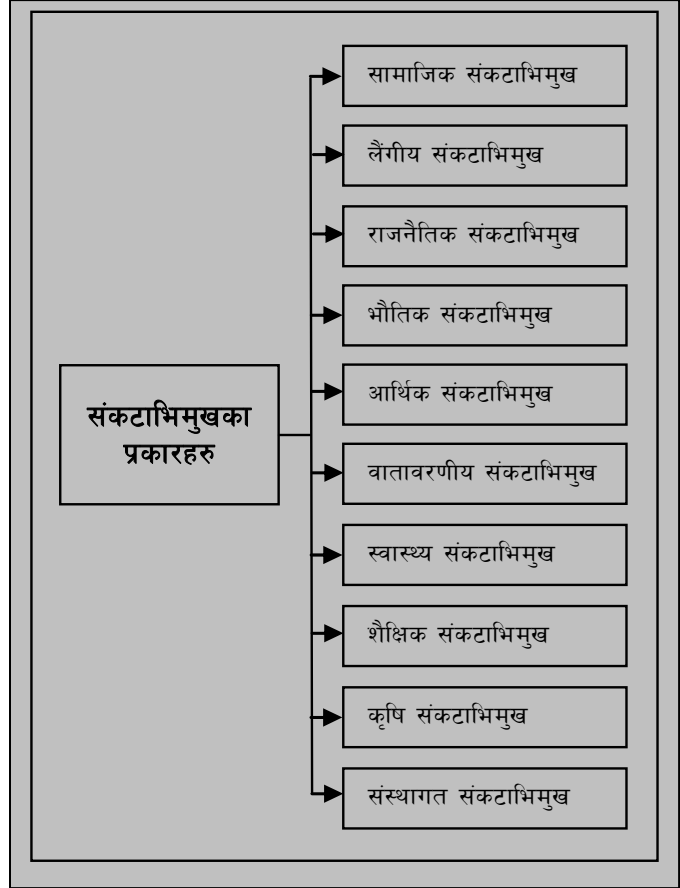 सामाजिक संकटाभिमुख
लैंगीय संकटाभिमुख
राजनैतिक संकटाभिमुख
भौतिक संकटाभिमुख
आर्थिक संकटाभिमुख
संकटाभिमुखका
प्रकारहरु
वातावरणीय संकटाभिमुख
स्वास्थ्य संकटाभिमुख
शैक्षिक संकटाभिमुख
कृषि संकटाभिमुख
संस्थागत संकटाभिमुख